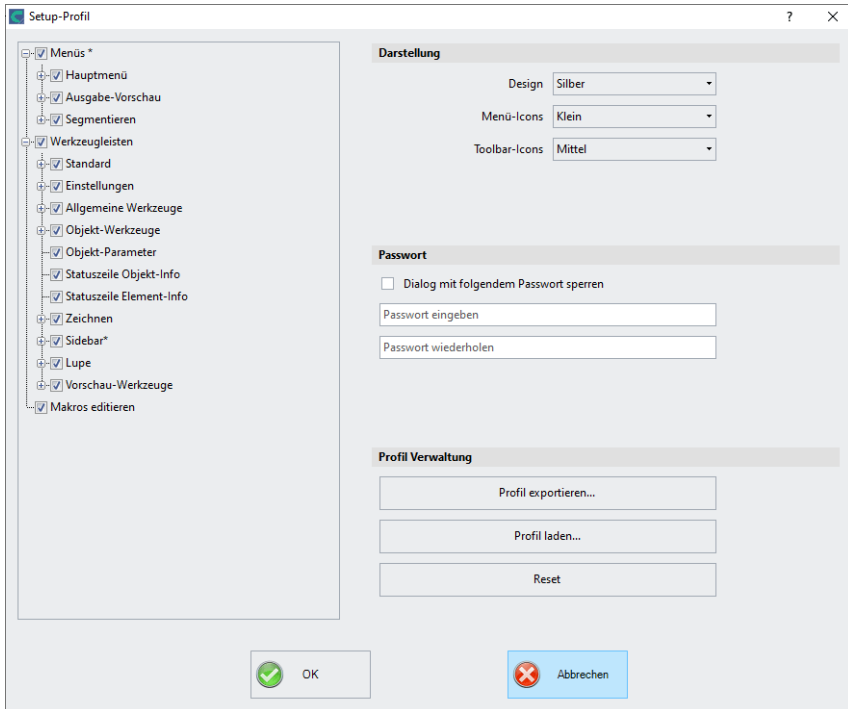 Setup-Profil
Menüs *
Hauptmenü
Ausgabe-Vorschau
Segmentieren
Werkzeugleisten
Standard
Einstellungen
Allgemeine Werkzeuge
Objekt-Werkzeuge
Objekt-Parameter
Statuszeile Objekt-Info
Statuszeile Element-Info
Zeichnen
Sidebar*
Lupe
Vorschau-Werkzeuge
Makros editieren
Darstellung
Design Silber
Menü-Icons Klein
Toolbar-Icons Mittel
Passwort
Dialog mit folgendem Passwort sperren
Passwort eingeben
Passwort wiederholen
Profil Verwaltung
Profil exportieren...
Profil laden...
Reset
OK
Abbrechen